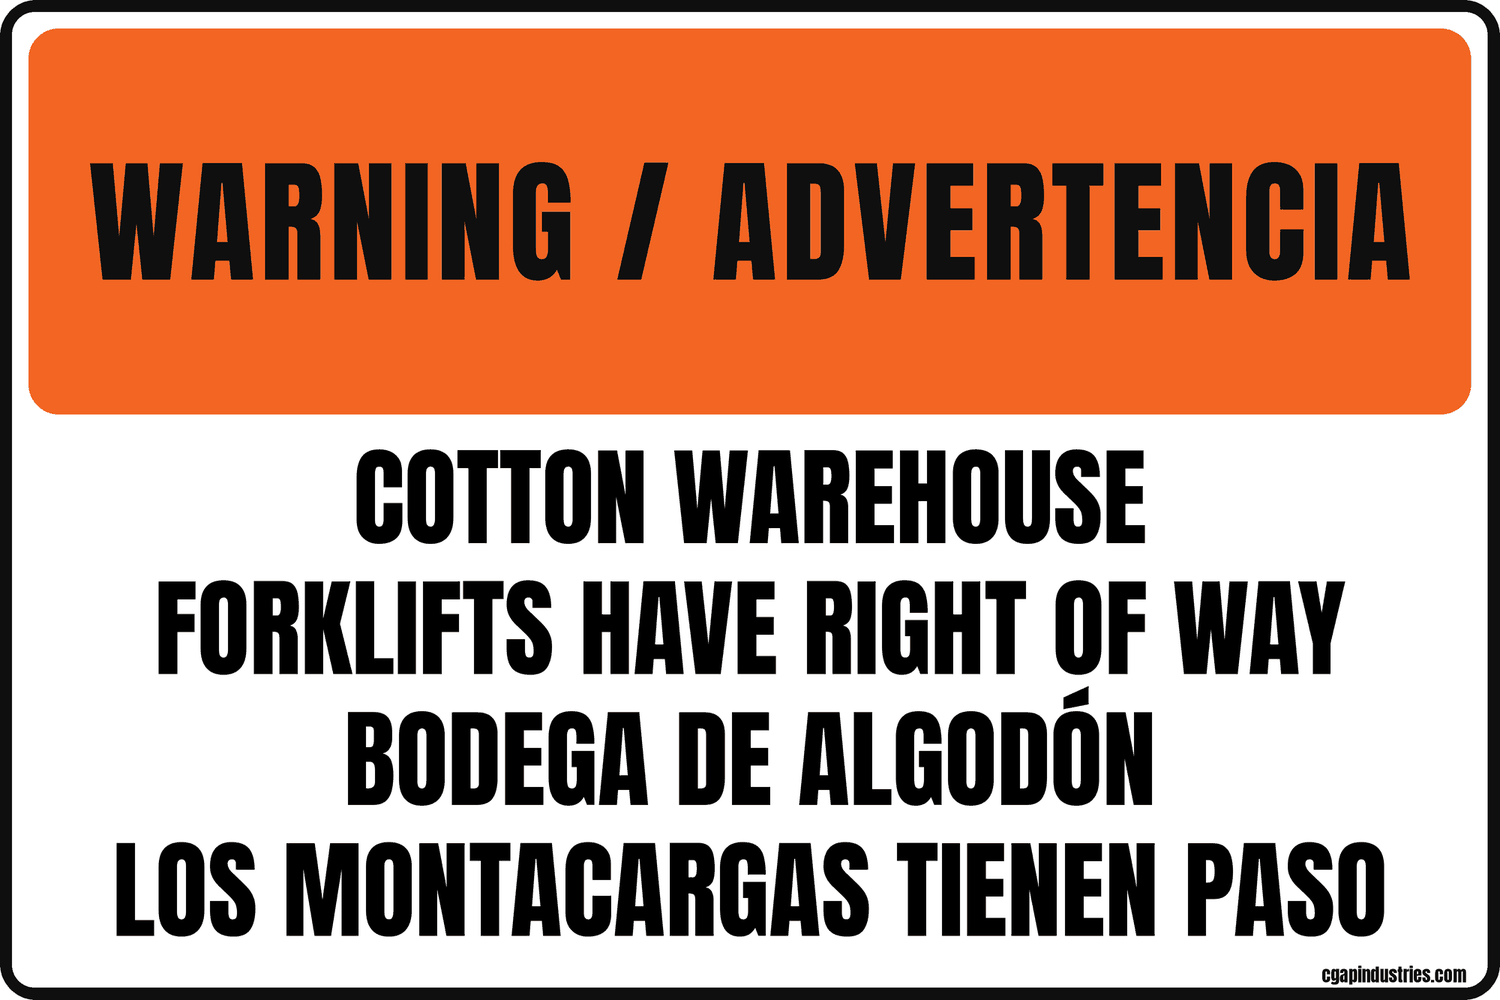 WARNING / ADVERTENCIA
COTTON WAREHOUSE
FORKLIFTS HAVE RIGHT OF WAY
BODEGA DE ALGODÓN
LOS MONTACARGAS TIENEN PASO
cgapindustries.com